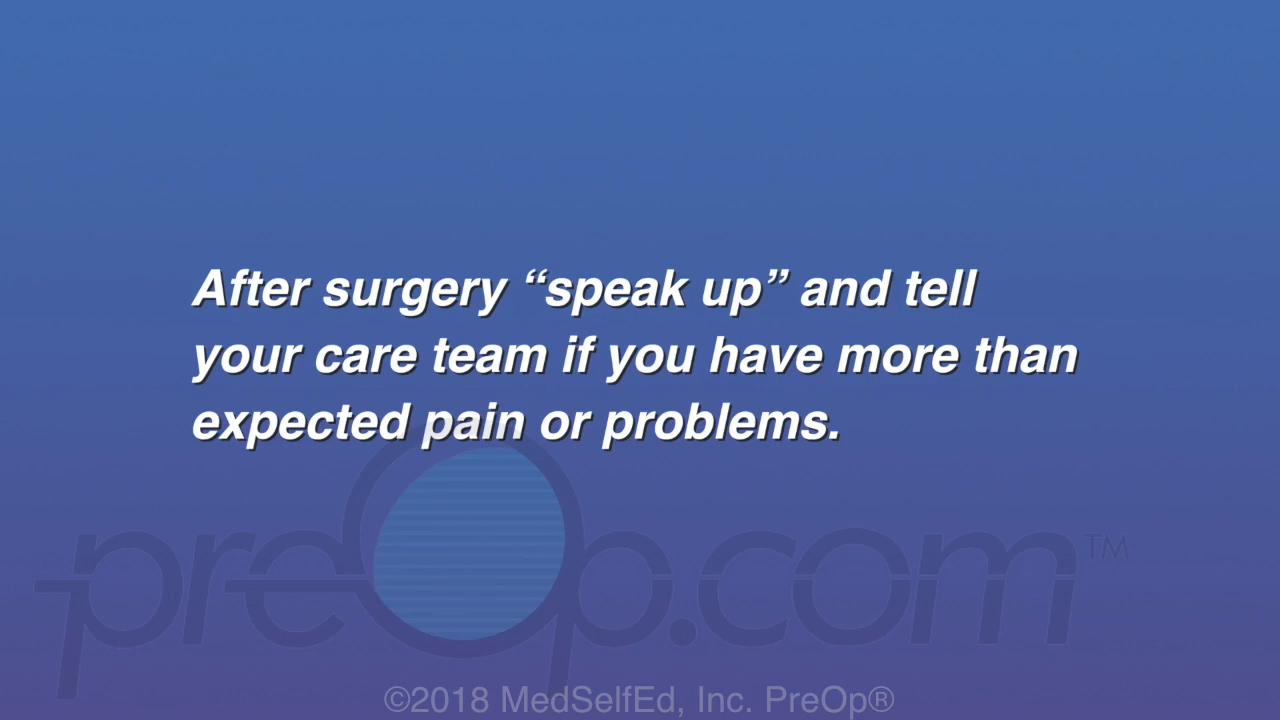 After surgery “speak up” and tell
your care team if you have more than
expected pain or problems.
preOp.com™
©2018 MedSelfEd, Inc. PreOp®